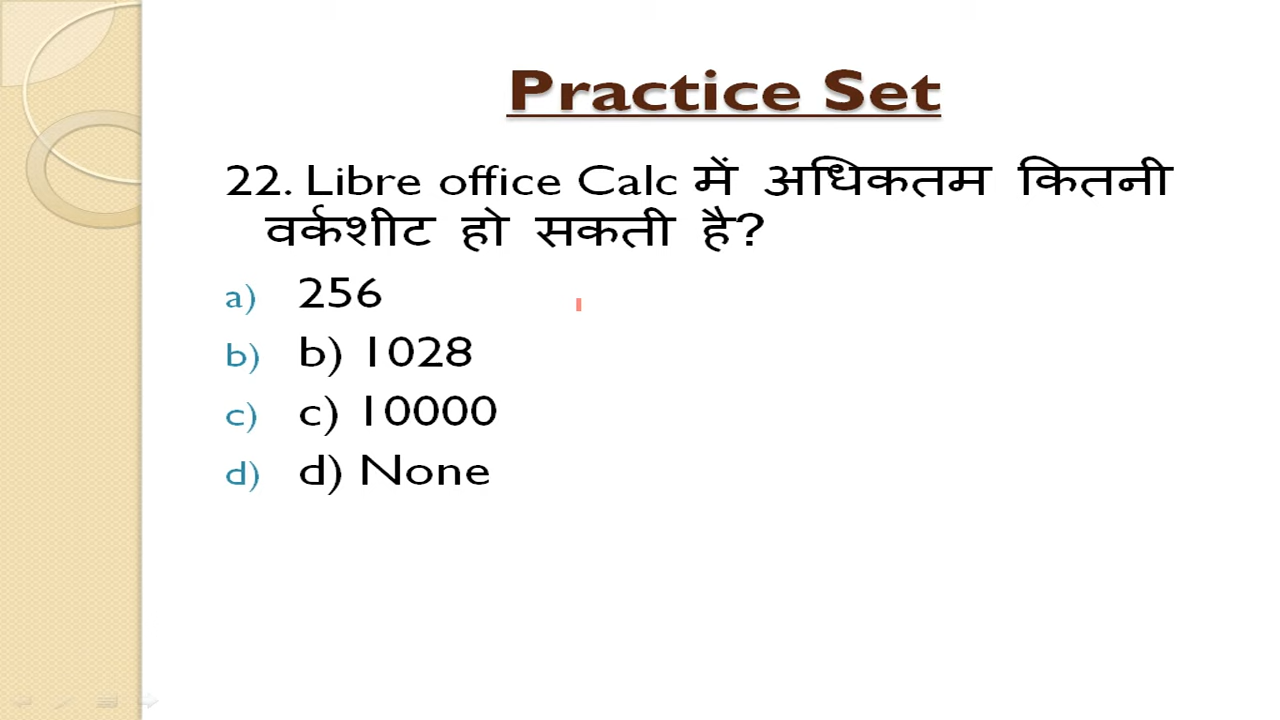 Practice Set
22. Libre office Calc में अधिकतम कितनी
वर्कशीट हो सकती है?
a) 256
b) b) 1028
c) c) 10000
d) d) None